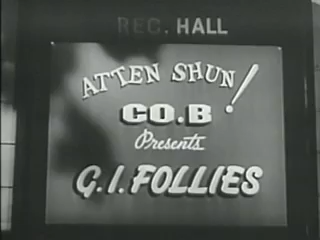 REC. HALL
ATTEN SHUN!
CO.B
Presents
G.I. FOLLIES